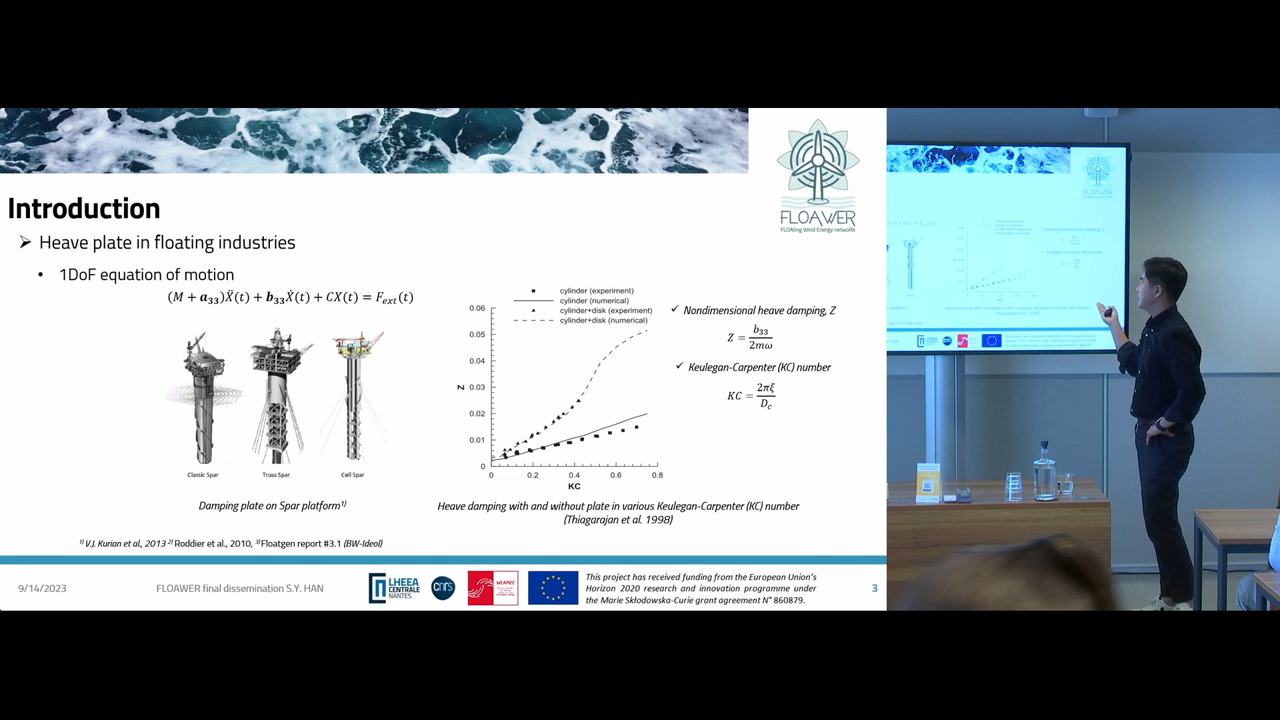 FLOAWER
FLOAting Wind Energy netwoRk
Introduction
➢ Heave plate in floating industries
• 1DoF equation of motion
(M + a₃₃)Ẍ(t) + b₃₃Ẋ(t) + CX(t) = F_ext(t)
Classic Spar
Truss Spar
Cell Spar
Damping plate on Spar platform¹⁾
cylinder (experiment)
cylinder (numerical)
cylinder+disk (experiment)
cylinder+disk (numerical)
0.06
0.05
0.04
0.03
0.02
0.01
0
Z
0 0.2 0.4 0.6 0.8
KC
Heave damping with and without plate in various Keulegan-Carpenter (KC) number
(Thiagarajan et al. 1998)
✓ Nondimensional heave damping, Z
Z = b₃₃ / 2mω
✓ Keulegan-Carpenter (KC) number
KC = 2πξ / D_c
¹⁾ V.J. Kurian et al., 2013 ²⁾ Roddier et al., 2010, ³⁾Floatgen report #3.1 (BW-Ideol)
9/14/2023
FLOAWER final dissemination S.Y. HAN
LHEEA
CENTRALE
NANTES
cnrs
WEAMEC
This project has received funding from the European Union's
Horizon 2020 research and innovation programme under
the Marie Skłodowska-Curie grant agreement N° 860879.
3